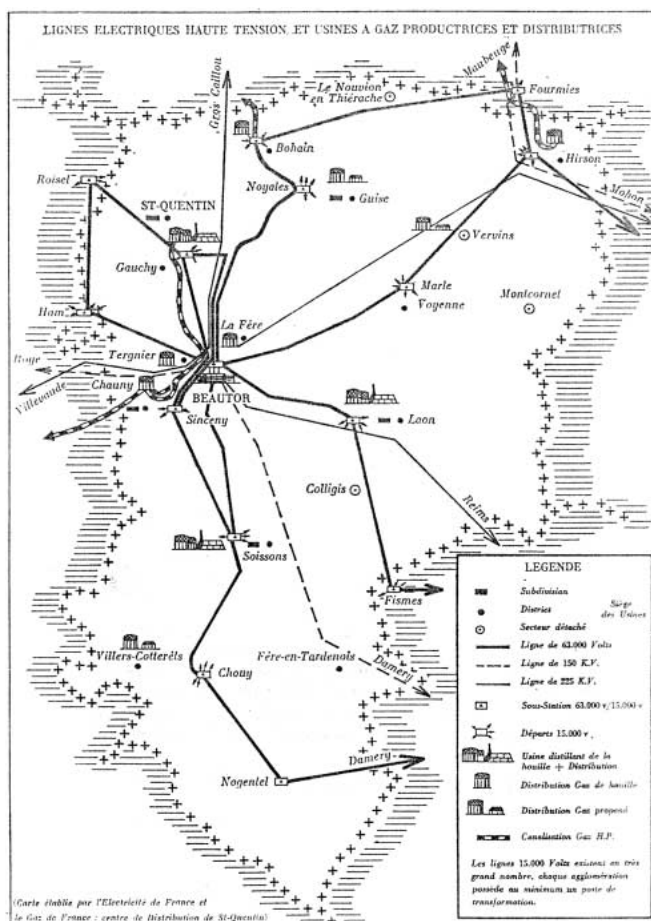 LIGNES ELECTRIQUES HAUTE TENSION ET USINES A GAZ PRODUCTRICES ET DISTRIBUTRICES
Maubeuge
Gros Caillou
Le Nouvion
en Thiérache
Fourmies
Bohain
Hirson
Roisel
Noyales
Mohon
ST-QUENTIN
Guise
Vervins
Gauchy
Marle
Voyenne
Montcornet
Ham
La Fère
Tergnier
Roye
Chauny
Villevaude
BEAUTOR
Sinceny
Laon
Colligis
Reims
Soissons
Fismes
Villers-Cotteréts
Chouy
Fère-en-Tardenois
Damery
Damery
Nogentel
LEGENDE
Subdivision
District
Siège
des Usines
Secteur détaché
Ligne de 63.000 Volts
Ligne de 150 K.V.
Ligne de 225 K.V.
Sous-Station 63.000 v/15.000 v
Départs 15.000 v.
Usine distillant de la
houille + Distribution
Distribution Gaz de houille
Distribution Gaz propané
Canalisation Gaz H.P.
Les lignes 15.000 Volts existent en très
grand nombre, chaque agglomération
possède au minimum un poste de
transformation.
(Carte établie par l'Electricité de France et
le Gaz de France : centre de Distribution de St-Quentin)